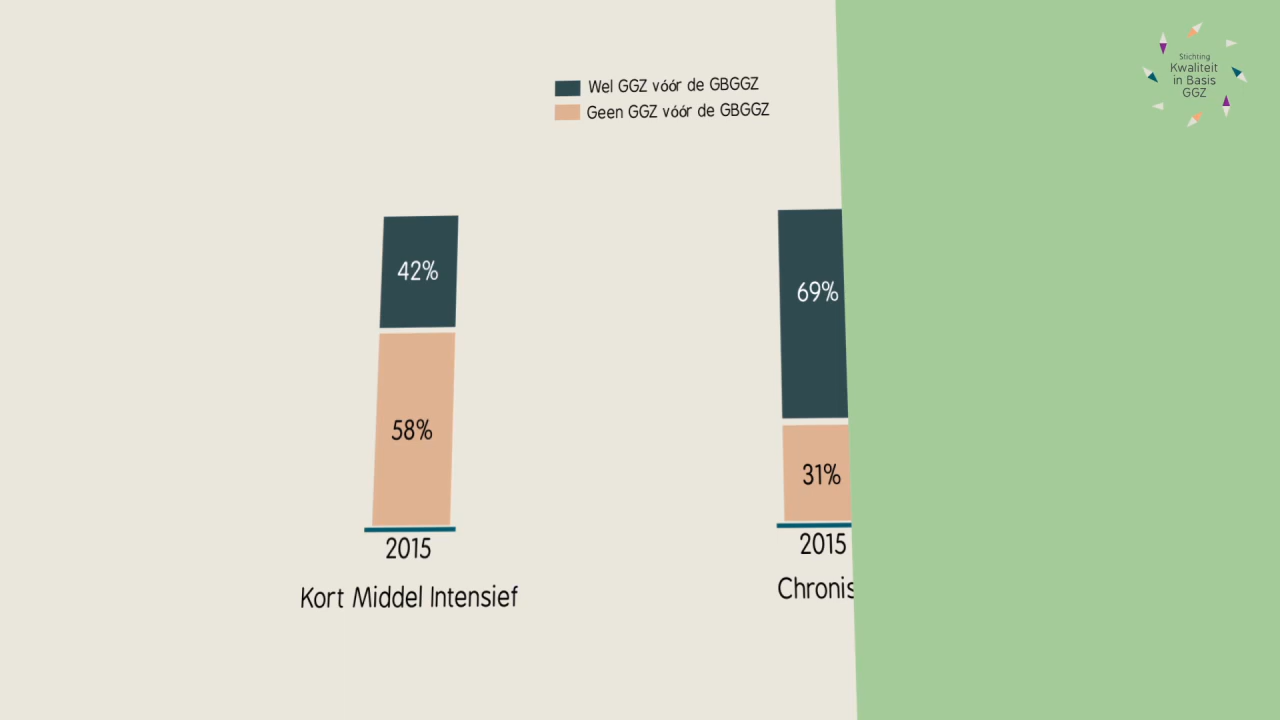 Stichting
Kwaliteit
in Basis
GGZ
Wel GGZ vóór de GBGGZ
Geen GGZ vóór de GBGGZ
42%
69%
58%
31%
2015
2015
Kort Middel Intensief
Chronis